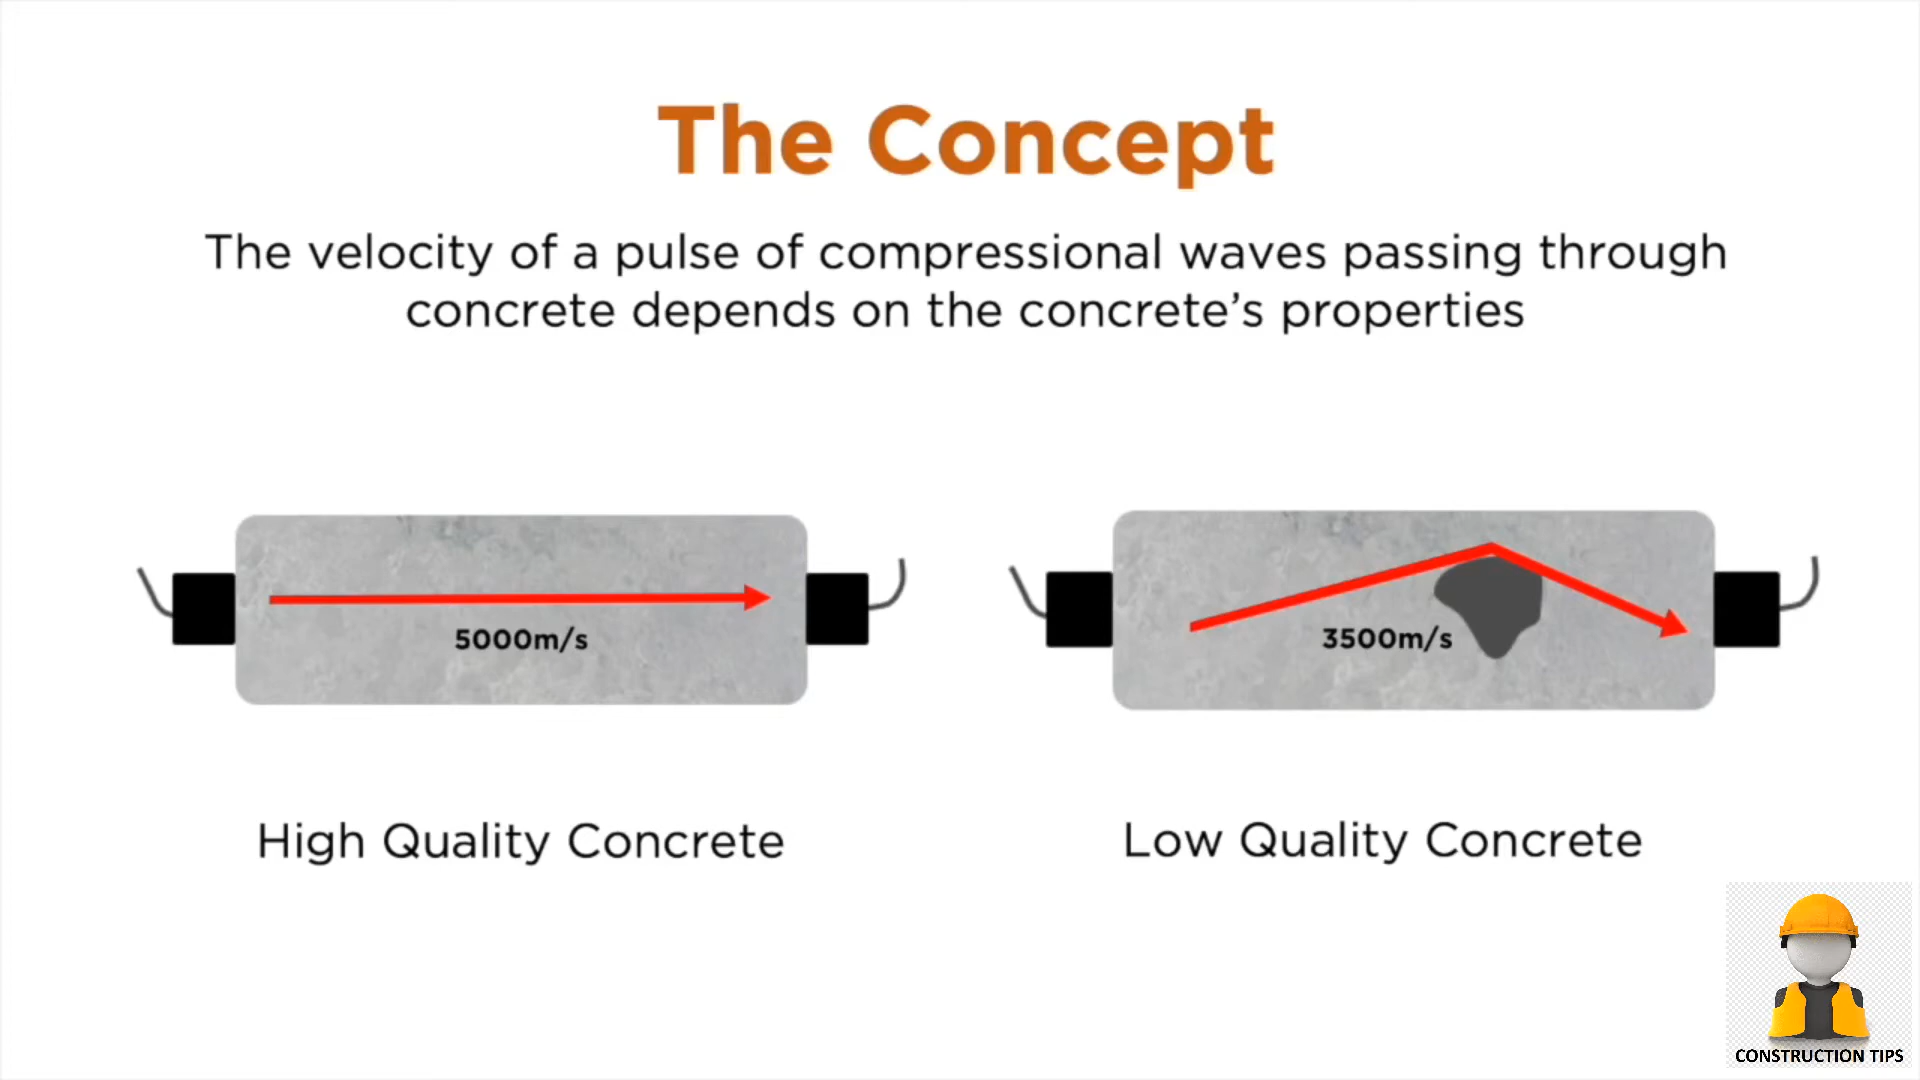 The Concept
The velocity of a pulse of compressional waves passing through
concrete depends on the concrete’s properties
5000m/s
3500m/s
High Quality Concrete
Low Quality Concrete
CONSTRUCTION TIPS